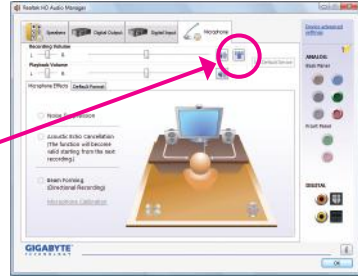 Realtek HD Audio Manager
Speakers
Digital Output
Digital Input
Microphone
Device advanced settings
Recording Volume
L
R
Set Default Device
Playback Volume
L
R
Microphone Effects
Default Format
Noise Suppression
Acoustic Echo Cancellation
(The function will become
valid starting from the next
recording)
Beam Forming
(Directional Recording)
Microphone Calibration
ANALOG
Back Panel
Front Panel
DIGITAL
GIGABYTE
TECHNOLOGY
i
OK